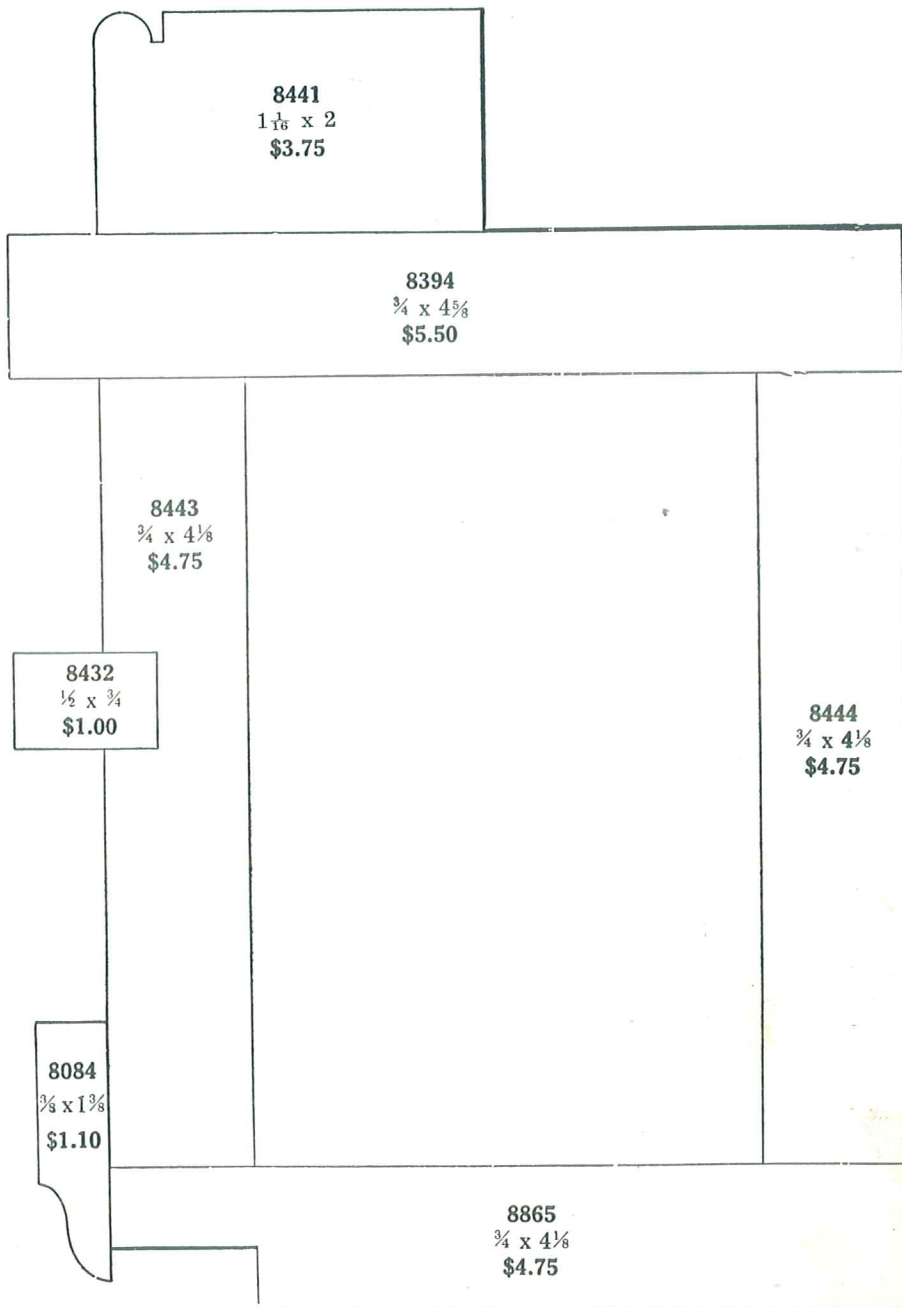 8441
1 1/16 x 2
$3.75
8394
¾ x 4⅝
$5.50
8443
¾ x 4⅛
$4.75
8432
½ x ¾
$1.00
8444
¾ x 4⅛
$4.75
8084
⅜ x 1⅜
$1.10
8865
¾ x 4⅛
$4.75